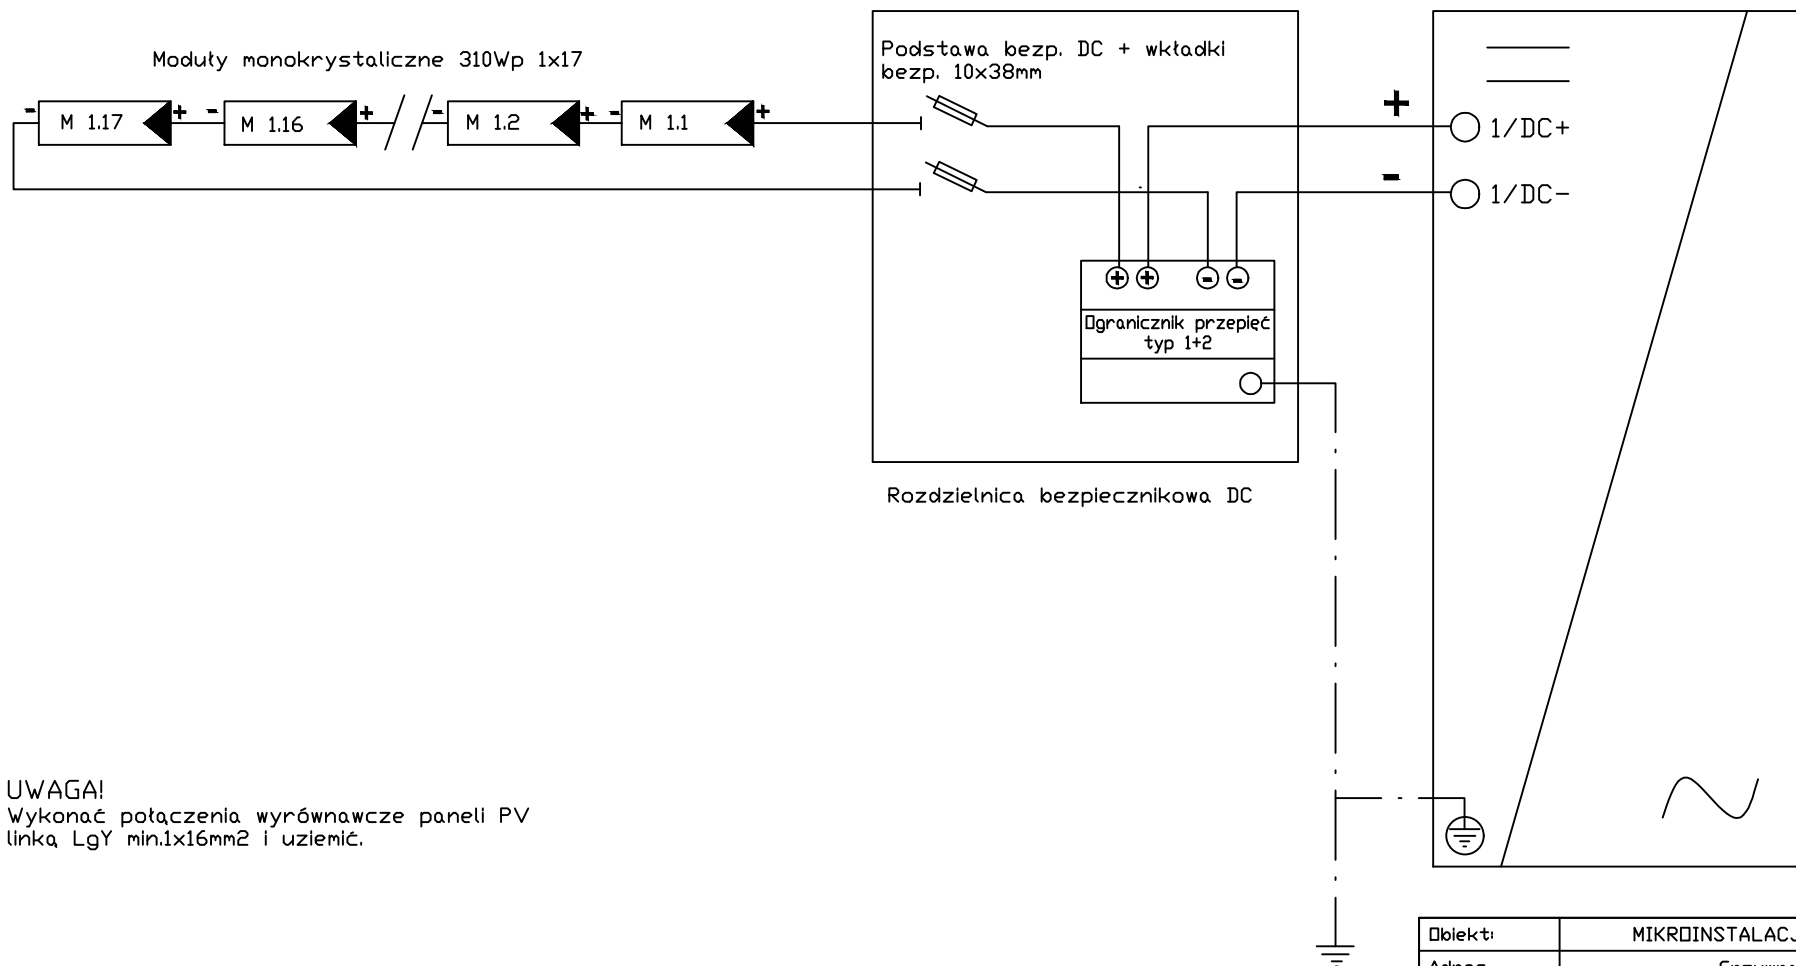 Moduły monokrystaliczne 310Wp 1x17
- M 1.17 + - M 1.16 + - M 1.2 + - M 1.1 +
Podstawa bezp. DC + wkładki
bezp. 10x38mm
+
1/DC+
-
1/DC-
+ + - -
Ogranicznik przepięć
typ 1+2
Rozdzielnica bezpiecznikowa DC
UWAGA!
Wykonać połączenia wyrównawcze paneli PV
linką LgY min.1x16mm2 i uziemić.
Obiekt: MIKROINSTALACJ